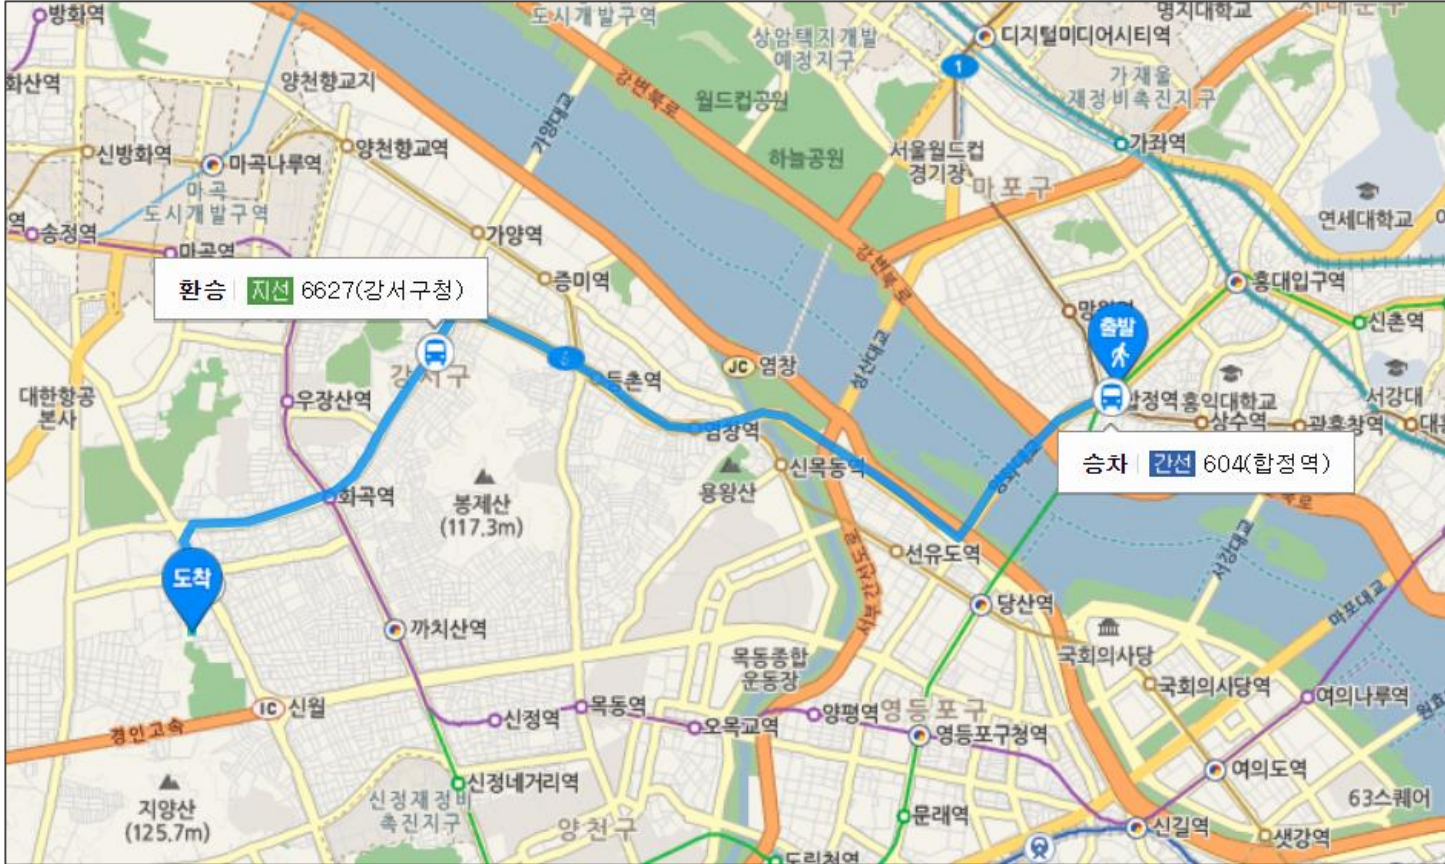 방화역
도시개발구역
명지대학교
화산역
양천향교지
상암택지개발
예정지구
디지털미디어시티역
1
가재울
재정비촉진지구
강변북로
월드컵공원
가양대교
하늘공원
서울월드컵
경기장
마포구
가좌역
신방화역
마곡나루역
양천향교역
마곡
도시개발구역
연세대학교
송정역
마곡역
가양역
증미역
강변북로
홍대입구역
환승 지선 6627(강서구청)
출발
신촌역
강서구
등촌역
JC 염창
성산대교
대한항공
본사
우장산역
합정역
홍익대학교
서강대
상수역
광흥창역
염창역
신목동역
용왕산
승차 간선 604(합정역)
화곡역
봉제산
(117.3m)
양화대교
선유도역
서강대교
도착
당산역
마포대교
까치산역
목동종합
운동장
국회의사당
국회의사당역
여의나루역
IC 신월
경인고속
신정역
목동역
오목교역
양평역
영등포구
영등포구청역
여의도역
신정네거리역
지양산
(125.7m)
신정재정비
촉진지구
양천구
문래역
63스퀘어
신길역
샛강역
도림천역